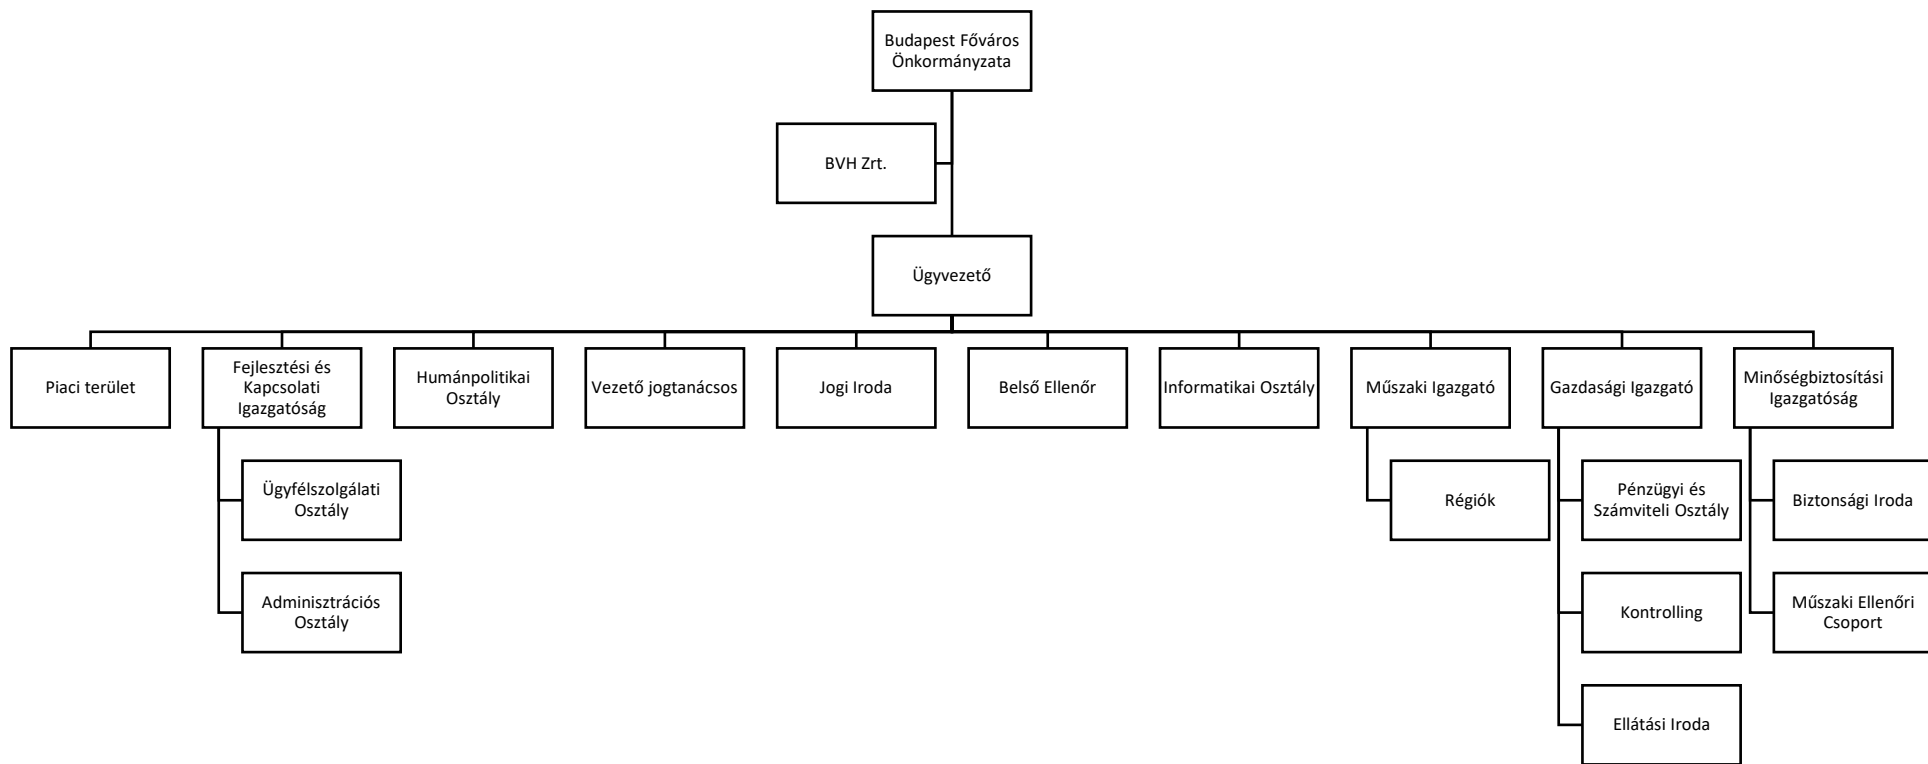 Budapest Főváros
Önkormányzata
BVH Zrt.
Ügyvezető
Piaci terület
Fejlesztési és
Kapcsolati
Igazgatóság
Humánpolitikai
Osztály
Vezető jogtanácsos
Jogi Iroda
Belső Ellenőr
Informatikai Osztály
Műszaki Igazgató
Gazdasági Igazgató
Minőségbiztosítási
Igazgatóság
Ügyfélszolgálati
Osztály
Régiók
Pénzügyi és
Számviteli Osztály
Biztonsági Iroda
Adminisztrációs
Osztály
Kontrolling
Műszaki Ellenőri
Csoport
Ellátási Iroda